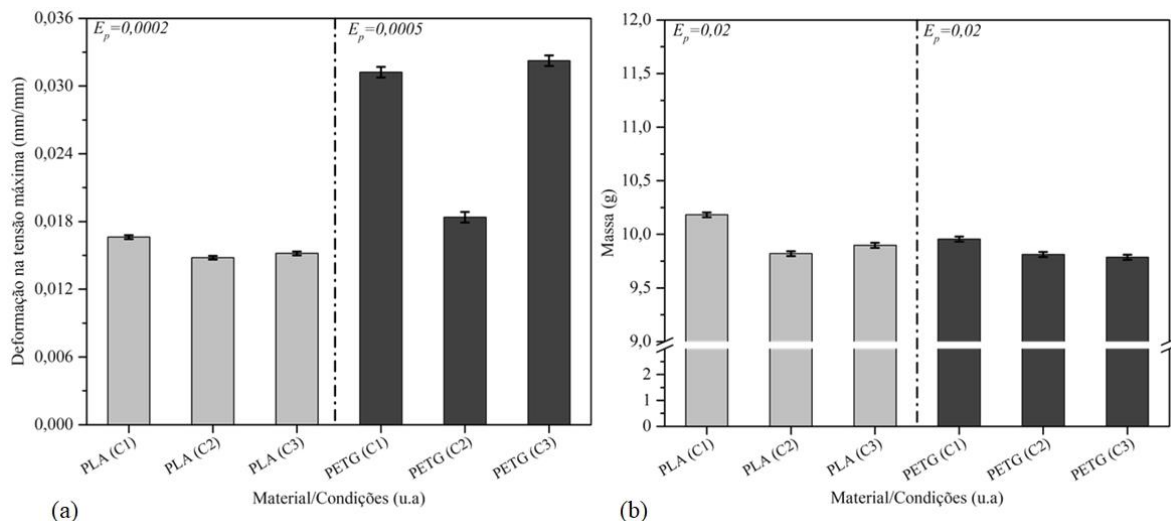 E_p=0,0002
E_p=0,0005
0,036
0,030
0,024
0,018
0,012
0,006
0,000
Deformação na tensão máxima (mm/mm)
PLA (C1)
PLA (C2)
PLA (C3)
PETG (C1)
PETG (C2)
PETG (C3)
Material/Condições (u.a)
(a)
E_p=0,02
E_p=0,02
12,0
11,5
11,0
10,5
10,0
9,5
9,0
2
1
0
Massa (g)
PLA (C1)
PLA (C2)
PLA (C3)
PETG (C1)
PETG (C2)
PETG (C3)
Material/Condições (u.a)
(b)